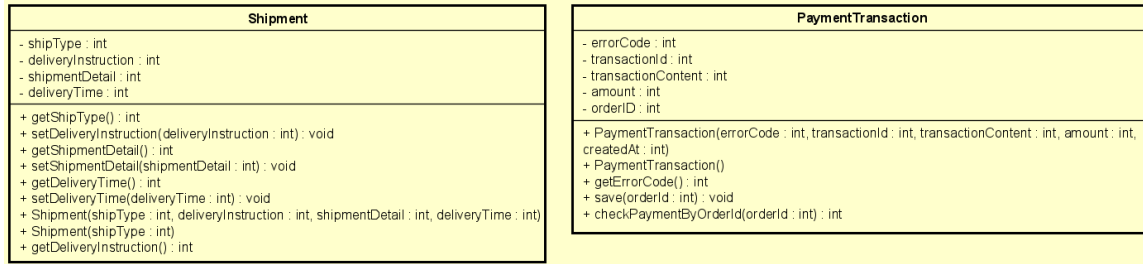 Shipment
- shipType : int
- deliveryInstruction : int
- shipmentDetail : int
- deliveryTime : int
+ getShipType() : int
+ setDeliveryInstruction(deliveryInstruction : int) : void
+ getShipmentDetail() : int
+ setShipmentDetail(shipmentDetail : int) : void
+ getDeliveryTime() : int
+ setDeliveryTime(deliveryTime : int) : void
+ Shipment(shipType : int, deliveryInstruction : int, shipmentDetail : int, deliveryTime : int)
+ Shipment(shipType : int)
+ getDeliveryInstruction() : int
PaymentTransaction
- errorCode : int
- transactionId : int
- transactionContent : int
- amount : int
- orderID : int
+ PaymentTransaction(errorCode : int, transactionId : int, transactionContent : int, amount : int,
createdAt : int)
+ PaymentTransaction()
+ getErrorCode() : int
+ save(orderId : int) : void
+ checkPaymentByOrderId(orderId : int) : int